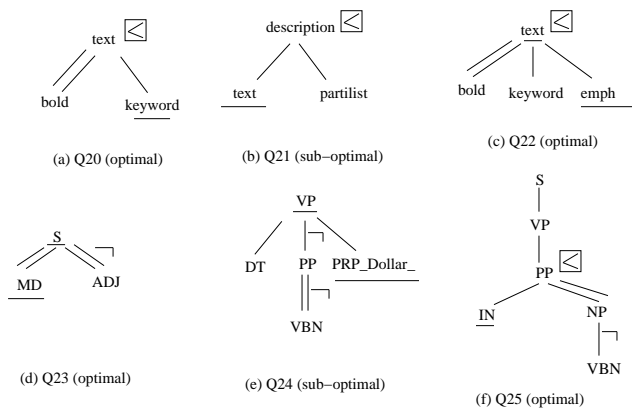 text <
bold
keyword
(a) Q20 (optimal)
description <
text
partilist
(b) Q21 (sub-optimal)
text <
bold
keyword
emph
(c) Q22 (optimal)
S
MD
ADJ
(d) Q23 (optimal)
VP
DT
PP
PRP_Dollar_
VBN
(e) Q24 (sub-optimal)
S
VP
PP <
IN
NP
VBN
(f) Q25 (optimal)